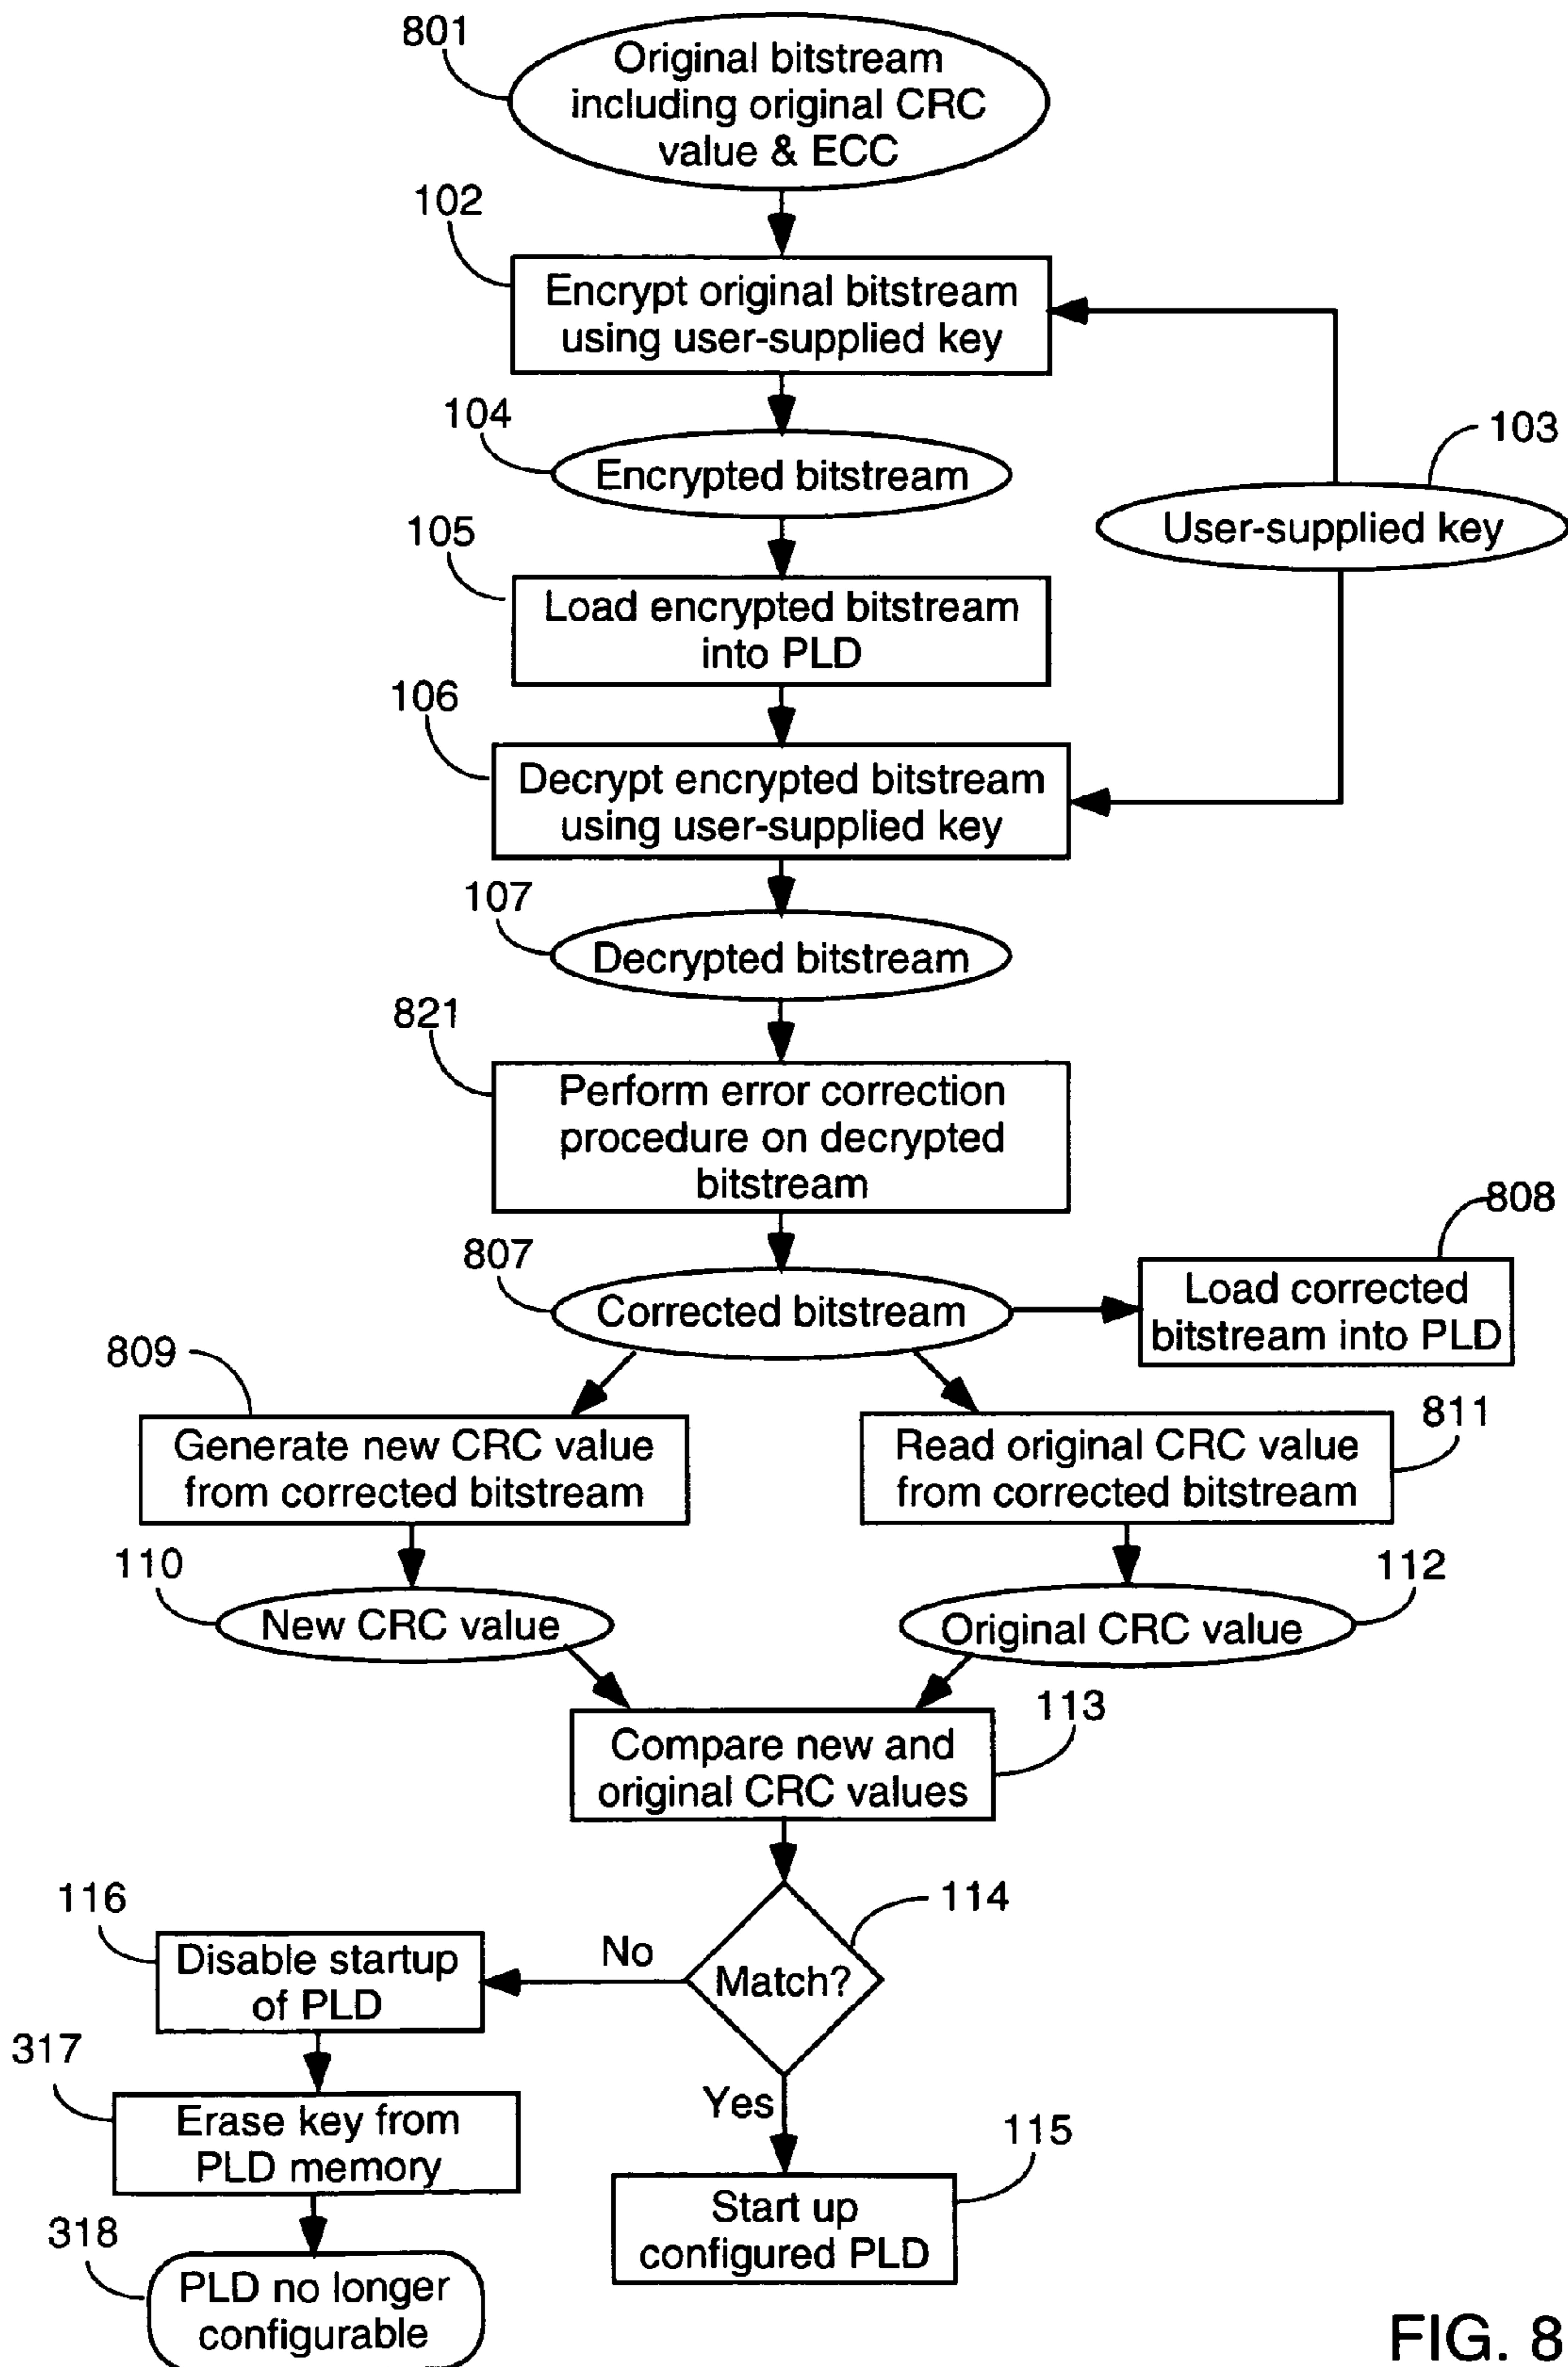 801
Original bitstream
including original CRC
value & ECC
102
Encrypt original bitstream
using user-supplied key
104
Encrypted bitstream
103
User-supplied key
105
Load encrypted bitstream
into PLD
106
Decrypt encrypted bitstream
using user-supplied key
107
Decrypted bitstream
821
Perform error correction
procedure on decrypted
bitstream
808
Load corrected
bitstream into PLD
807
Corrected bitstream
809
Generate new CRC value
from corrected bitstream
811
Read original CRC value
from corrected bitstream
110
New CRC value
112
Original CRC value
113
Compare new and
original CRC values
114
Match?
No
116
Disable startup
of PLD
317
Erase key from
PLD memory
Yes
115
Start up
configured PLD
318
PLD no longer
configurable
FIG. 8